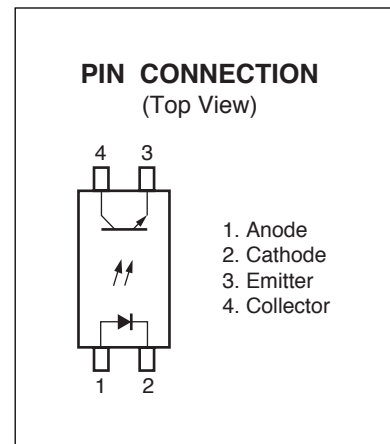 PIN CONNECTION
(Top View)
4 3
1. Anode
2. Cathode
3. Emitter
4. Collector
1 2